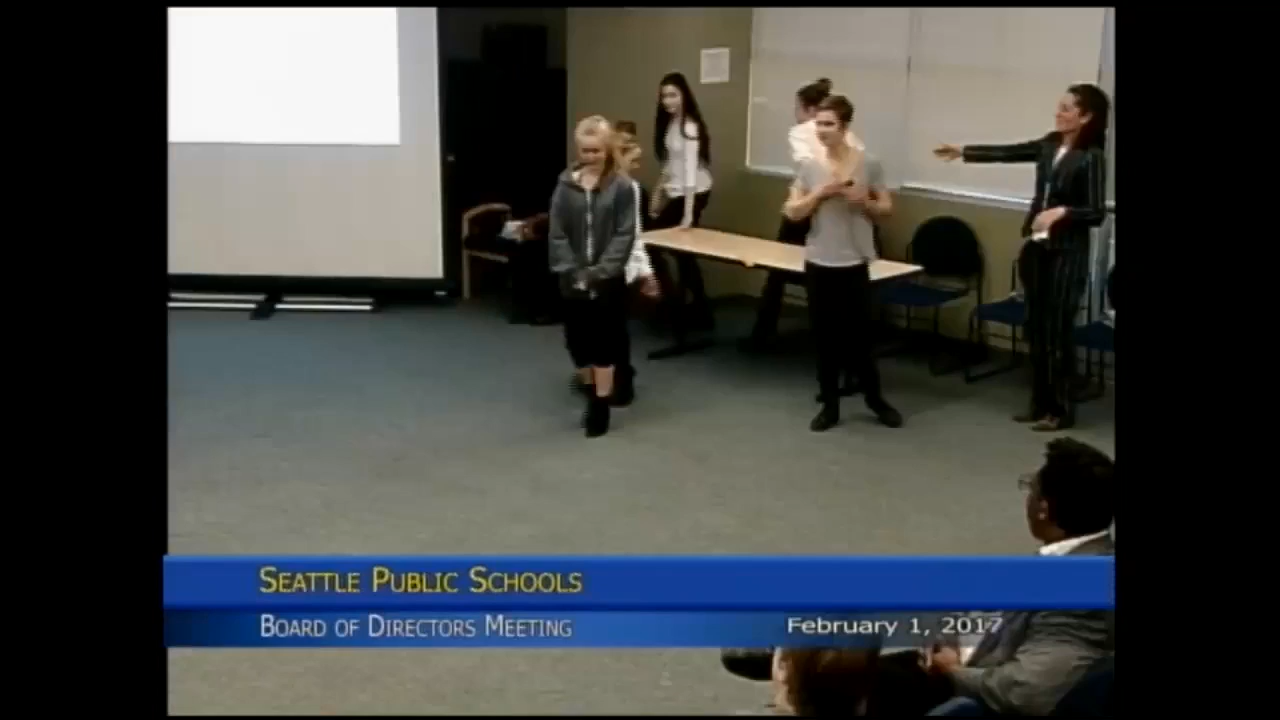 SEATTLE PUBLIC SCHOOLS
BOARD OF DIRECTORS MEETING
February 1, 2017